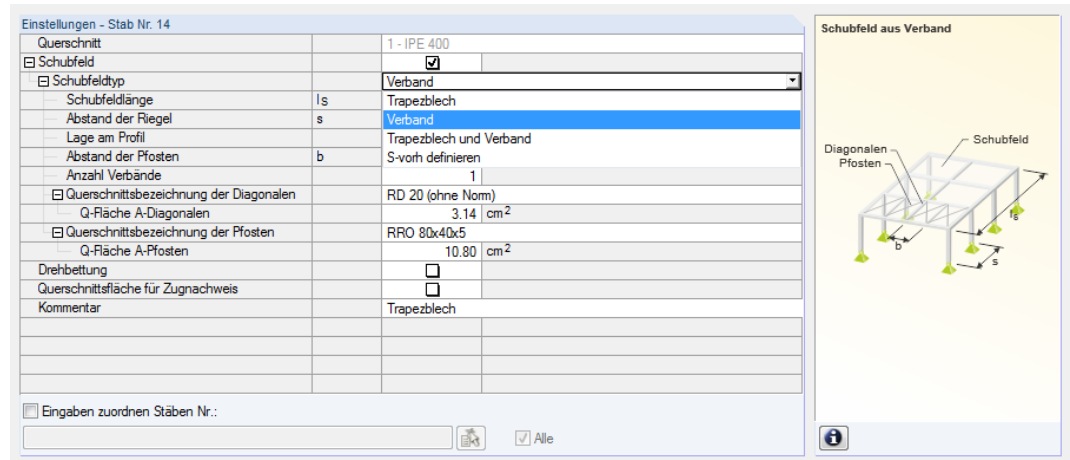 Einstellungen - Stab Nr. 14
Querschnitt 1 - IPE 400
Schubfeld
Schubfeldtyp Verband
Schubfeldlänge ls Trapezblech
Abstand der Riegel s Verband
Lage am Profil Trapezblech und Verband
Abstand der Pfosten b S-vorh definieren
Anzahl Verbände 1
Querschnittsbezeichnung der Diagonalen RD 20 (ohne Norm)
Q-Fläche A-Diagonalen 3.14 cm²
Querschnittsbezeichnung der Pfosten RRO 80x40x5
Q-Fläche A-Pfosten 10.80 cm²
Drehbettung
Querschnittsfläche für Zugnachweis
Kommentar Trapezblech
Eingaben zuordnen Stäben Nr.:
Alle
Schubfeld aus Verband
Schubfeld
Diagonalen
Pfosten
ls
b
s